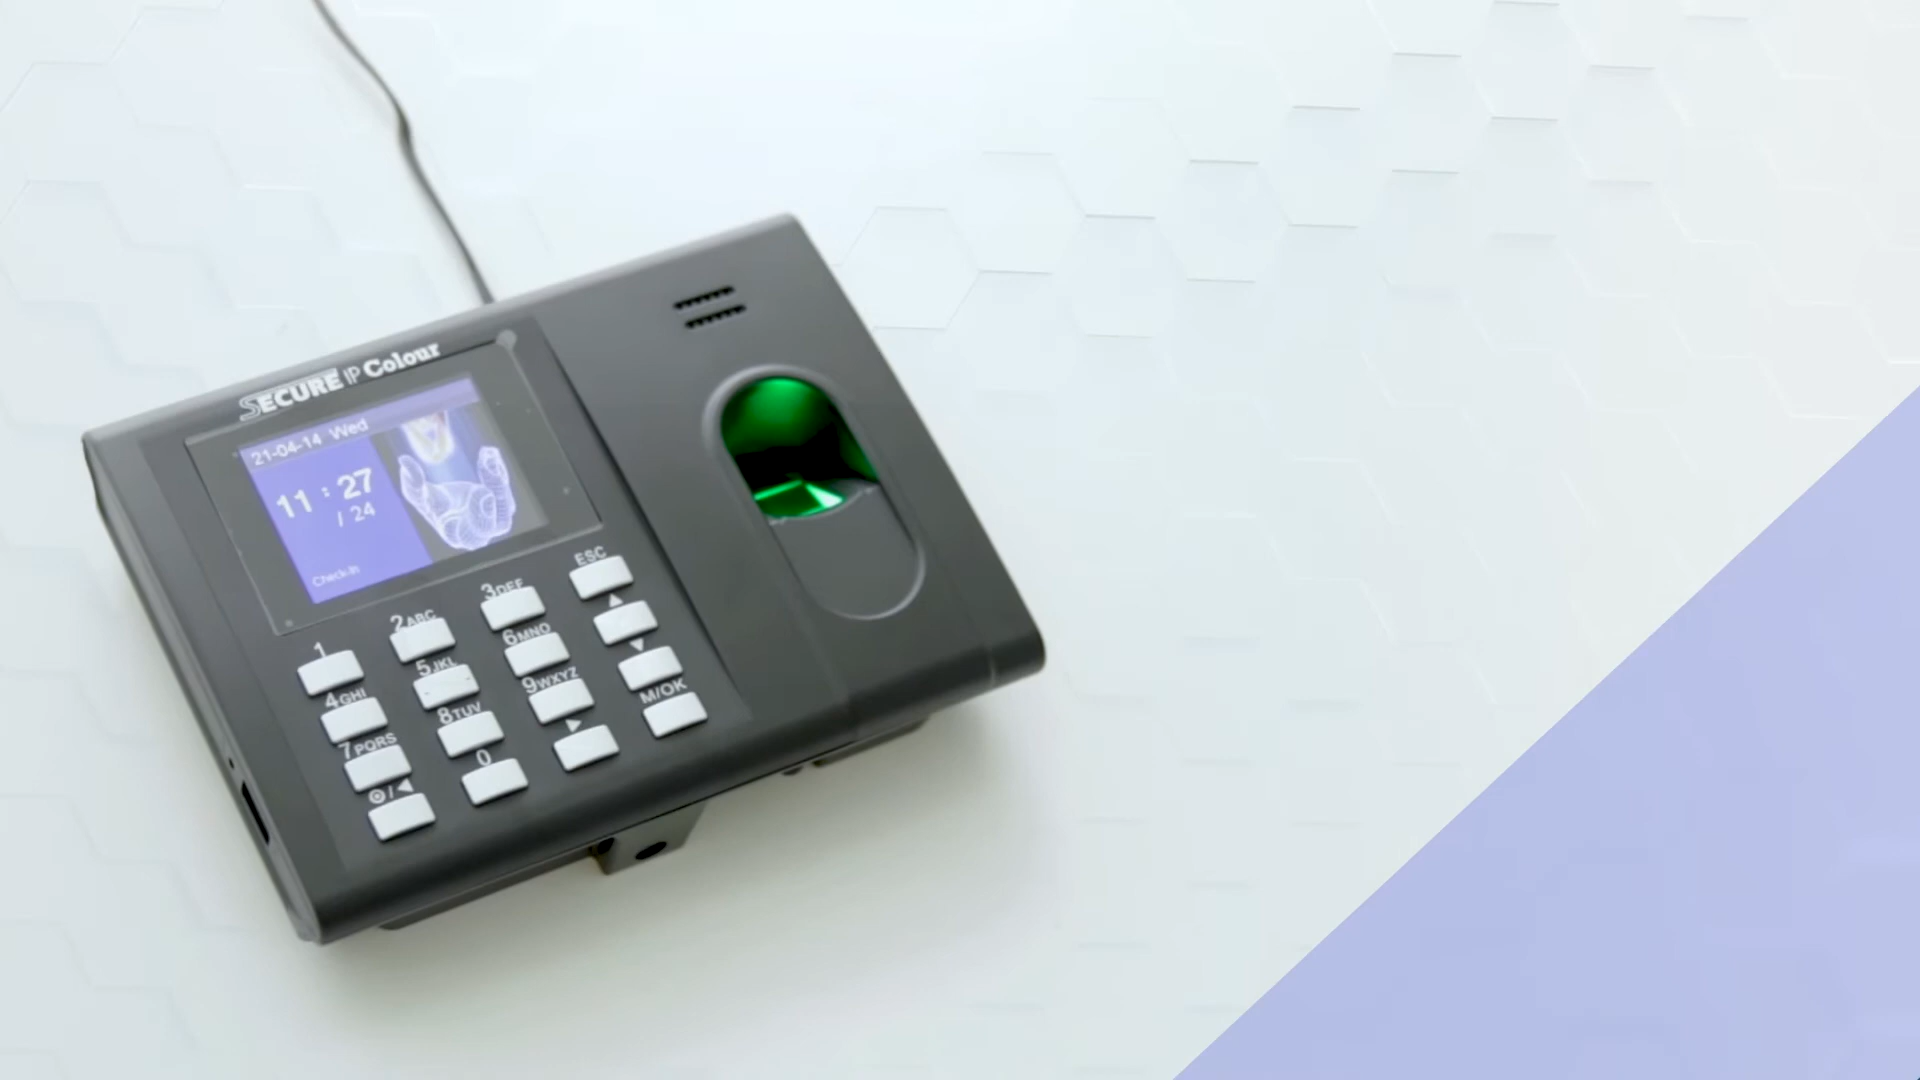 SECURE IP Colour
21-04-14 Wed
11 : 27
/ 24
Check-In
ESC
3DEF
2ABC
1
▲
6MNO
5JKL
4GHI
▼
9WXYZ
8TUV
7PQRS
M/OK
▶
0
◎/◀